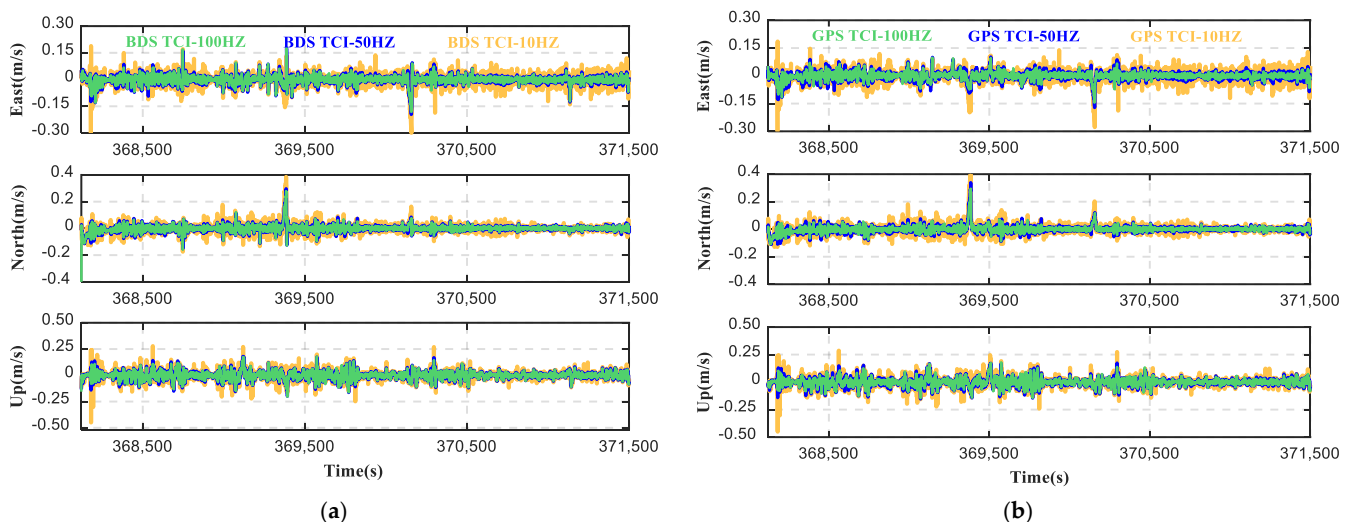 BDS TCI-100HZ BDS TCI-50HZ BDS TCI-10HZ
East(m/s)
0.30
0.15
0
-0.15
-0.30
368,500 369,500 370,500 371,500
North(m/s)
0.4
0.2
0
-0.2
-0.4
368,500 369,500 370,500 371,500
Up(m/s)
0.50
0.25
0
-0.25
-0.50
368,500 369,500 370,500 371,500
Time(s)
(a)
GPS TCI-100HZ GPS TCI-50HZ GPS TCI-10HZ
East(m/s)
0.30
0.15
0
-0.15
-0.30
368,500 369,500 370,500 371,500
North(m/s)
0.4
0.2
0
-0.2
-0.4
368,500 369,500 370,500 371,500
Up(m/s)
0.50
0.25
0
-0.25
0.50
368,500 369,500 370,500 371,500
Time(s)
(b)